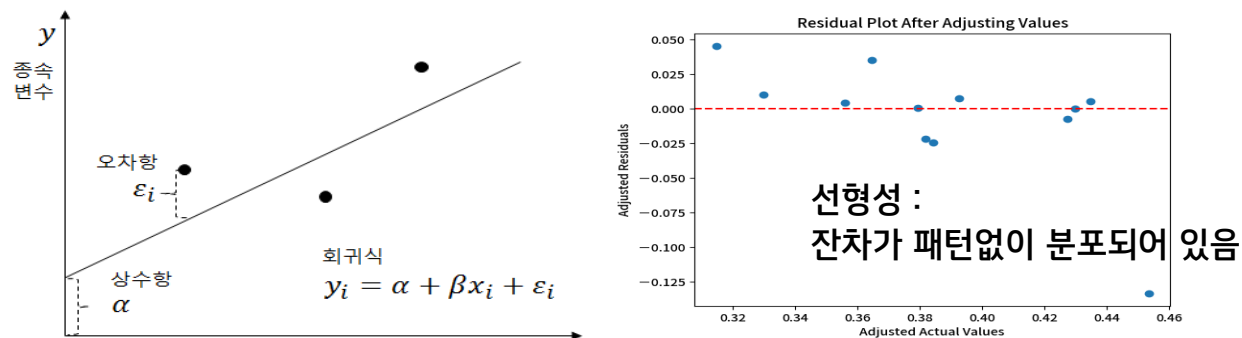 y
종속
변수
오차항
εᵢ
상수항
α
회귀식
yᵢ = α + βxᵢ + εᵢ
Residual Plot After Adjusting Values
Adjusted Residuals
0.050
0.025
0.000
−0.025
−0.050
−0.075
−0.100
−0.125
선형성 :
잔차가 패턴없이 분포되어 있음
0.32 0.34 0.36 0.38 0.40 0.42 0.44 0.46
Adjusted Actual Values